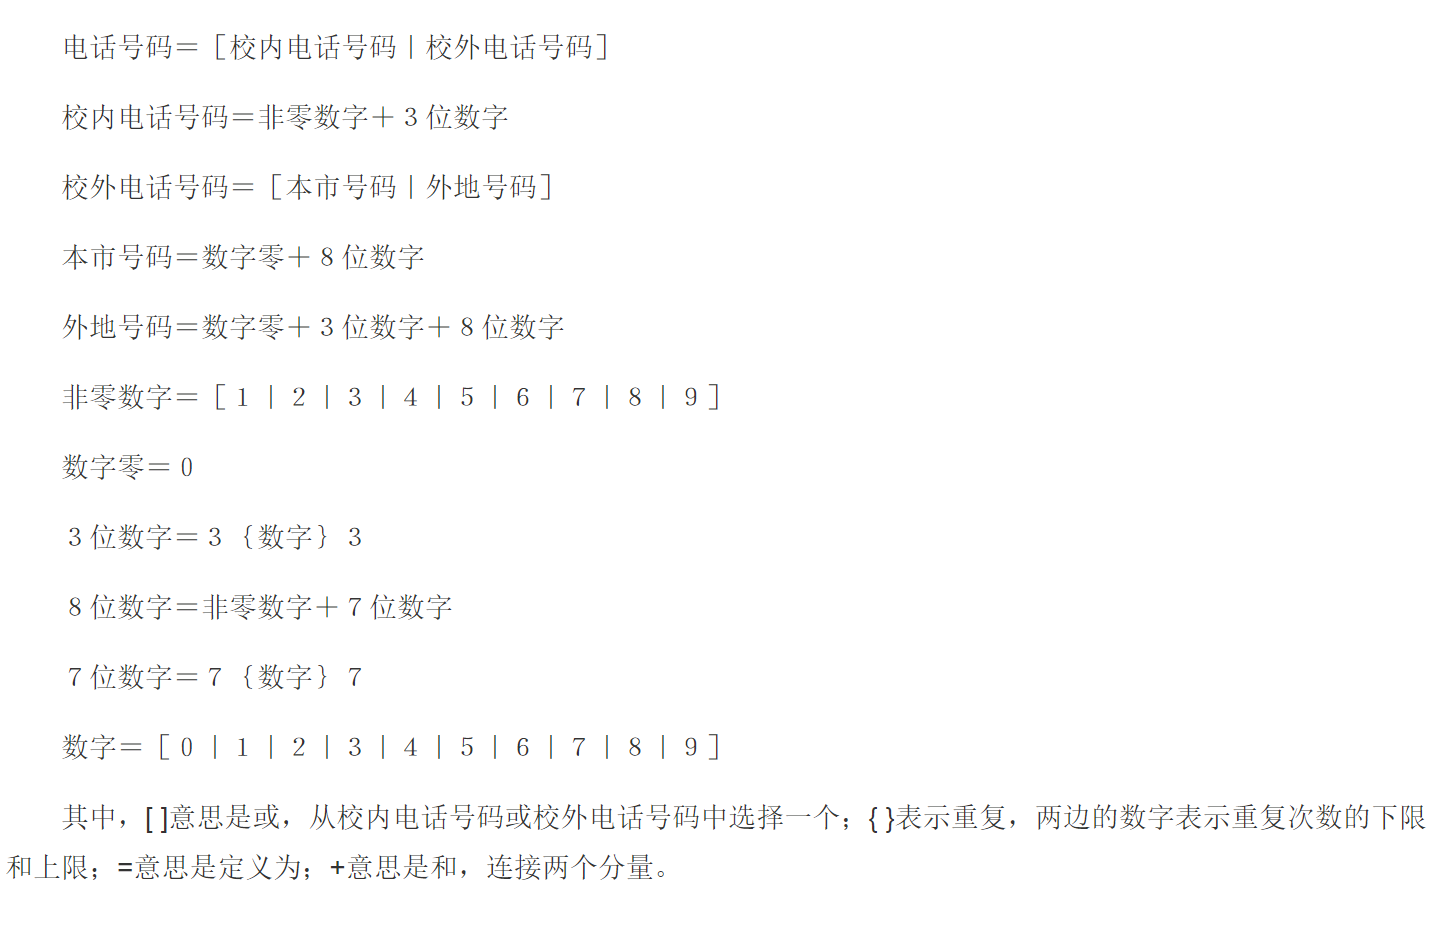 电话号码＝［校内电话号码｜校外电话号码］
校内电话号码＝非零数字＋３位数字
校外电话号码＝［本市号码｜外地号码］
本市号码＝数字零＋８位数字
外地号码＝数字零＋３位数字＋８位数字
非零数字＝［１｜２｜３｜４｜５｜６｜７｜８｜９］
数字零＝０
３位数字＝３｛数字｝３
８位数字＝非零数字＋７位数字
７位数字＝７｛数字｝７
数字＝［０｜１｜２｜３｜４｜５｜６｜７｜８｜９］
其中，[ ]意思是或，从校内电话号码或校外电话号码中选择一个；{ }表示重复，两边的数字表示重复次数的下限
和上限；=意思是定义为；+意思是和，连接两个分量。